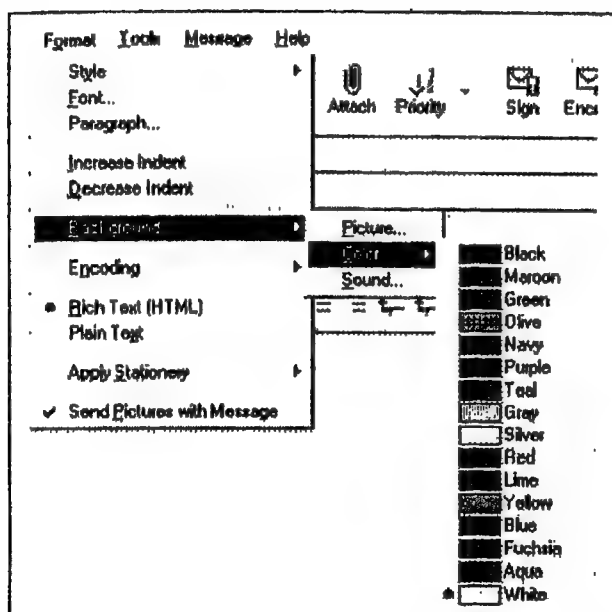 Format Tools Message Help
Style
Font...
Paragraph...
Increase Indent
Decrease Indent
Background
Encoding
Rich Text (HTML)
Plain Text
Apply Stationery
Send Pictures with Message
Attach Priority Sign
Picture...
Color
Sound...
Black
Maroon
Green
Olive
Navy
Purple
Teal
Gray
Silver
Red
Lime
Yellow
Blue
Fuchsia
Aqua
White